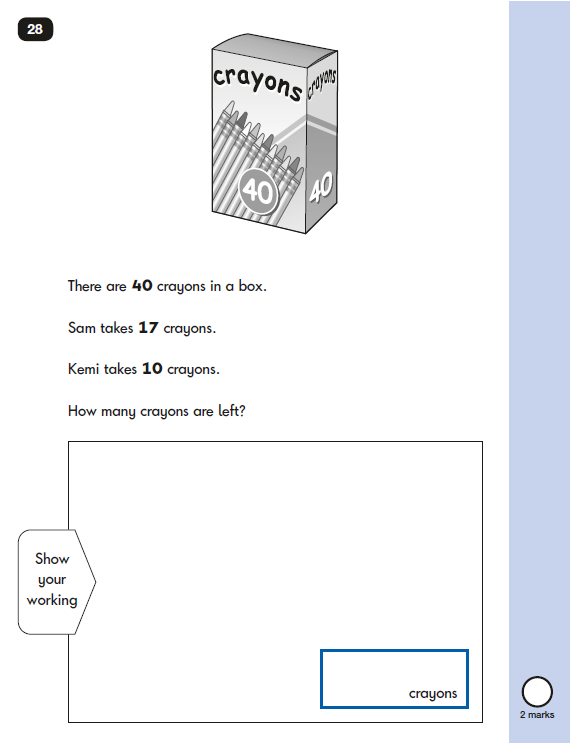 28
crayons
crayons
40
40
There are 40 crayons in a box.
Sam takes 17 crayons.
Kemi takes 10 crayons.
How many crayons are left?
Show
your
working
crayons
2 marks